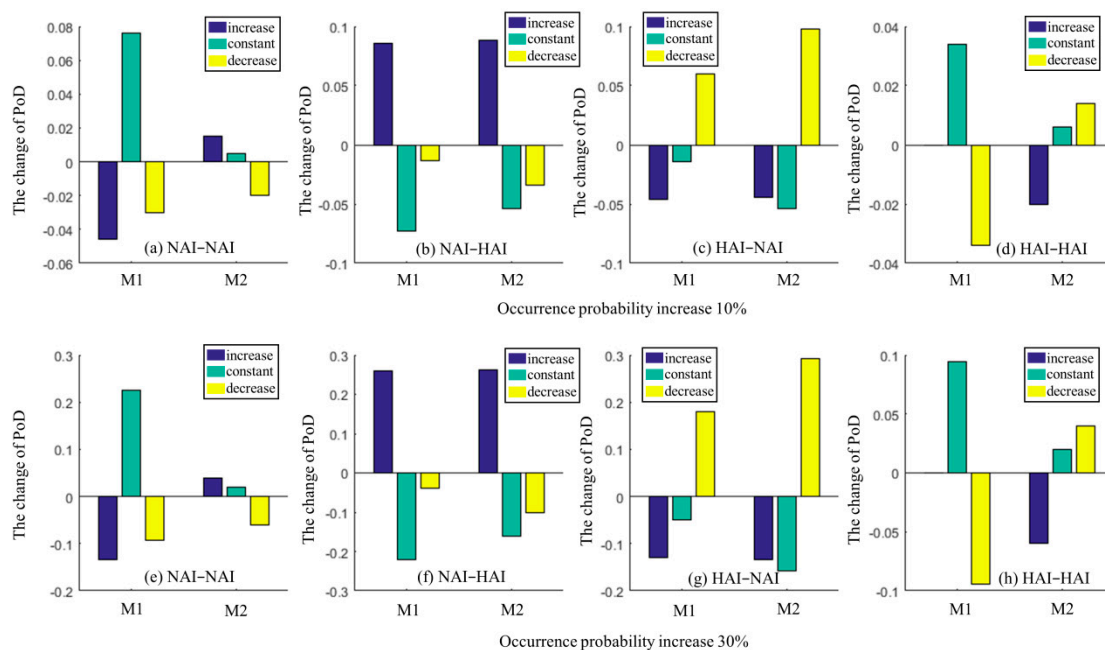 The change of PoD
0.08
0.06
0.04
0.02
0
-0.02
-0.04
-0.06
increase
constant
decrease
(a) NAI−NAI
M1
M2
The change of PoD
0.1
0.05
0
-0.05
-0.1
increase
constant
decrease
(b) NAI−HAI
M1
M2
The change of PoD
0.1
0.05
0
-0.05
-0.1
increase
constant
decrease
(c) HAI−NAI
M1
M2
The change of PoD
0.04
0.02
0
-0.02
-0.04
increase
constant
decrease
(d) HAI−HAI
M1
M2
Occurrence probability increase 10%
The change of PoD
0.3
0.2
0.1
0
-0.1
-0.2
increase
constant
decrease
(e) NAI−NAI
M1
M2
The change of PoD
0.3
0.2
0.1
0
-0.1
-0.2
-0.3
increase
constant
decrease
(f) NAI−HAI
M1
M2
The change of PoD
0.3
0.2
0.1
0
-0.1
-0.2
increase
constant
decrease
(g) HAI−NAI
M1
M2
The change of PoD
0.1
0.05
0
-0.05
-0.1
increase
constant
decrease
(h) HAI−HAI
M1
M2
Occurrence probability increase 30%